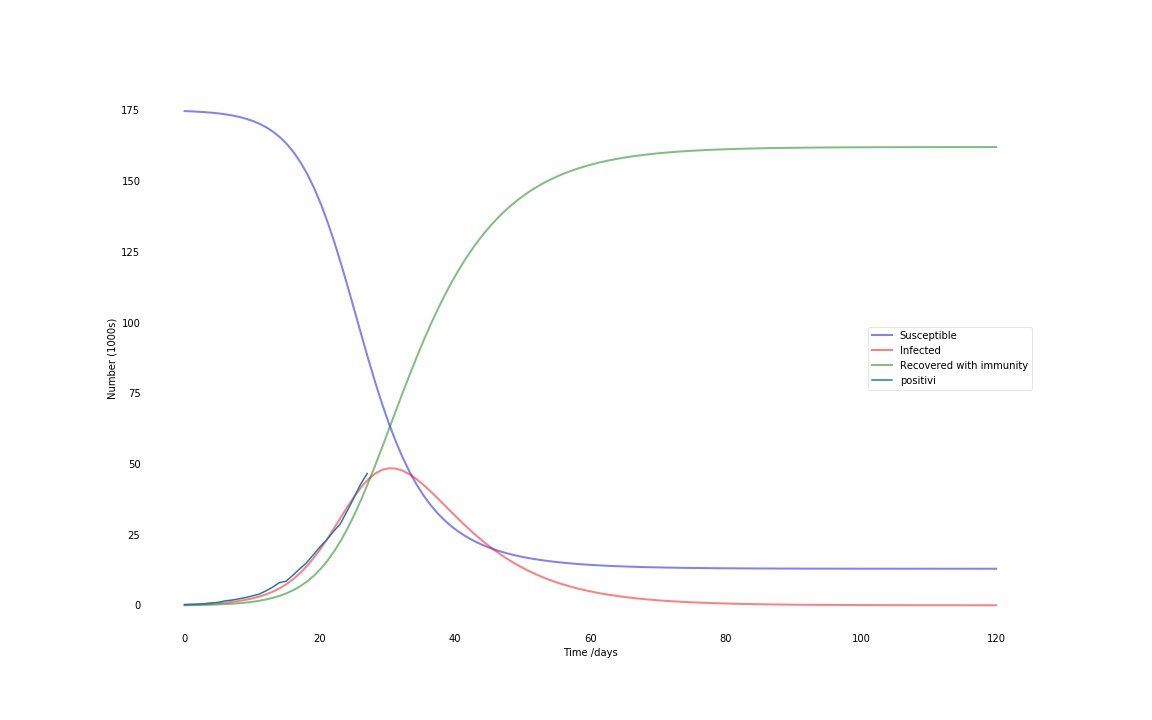 175
150
125
100
75
50
25
0
Number (1000s)
0 20 40 60 80 100 120
Time /days
Susceptible
Infected
Recovered with immunity
positivi